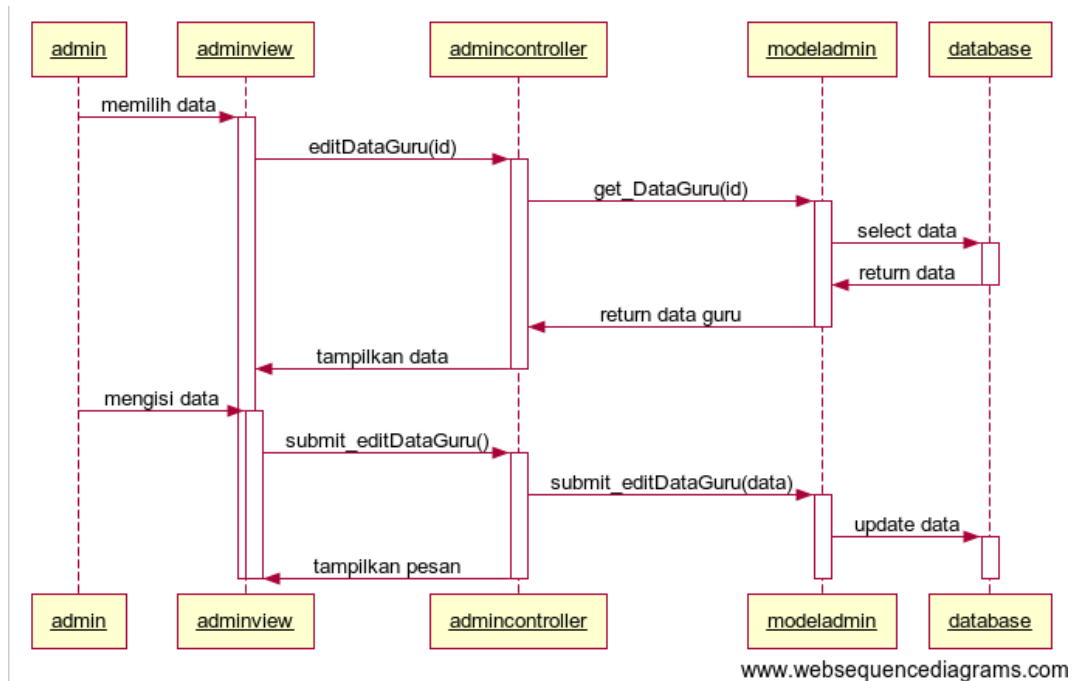 admin
adminview
admincontroller
modeladmin
database
memilih data
editDataGuru(id)
get_DataGuru(id)
select data
return data
return data guru
tampilkan data
mengisi data
submit_editDataGuru()
submit_editDataGuru(data)
update data
tampilkan pesan
admin
adminview
admincontroller
modeladmin
database
www.websequencediagrams.com